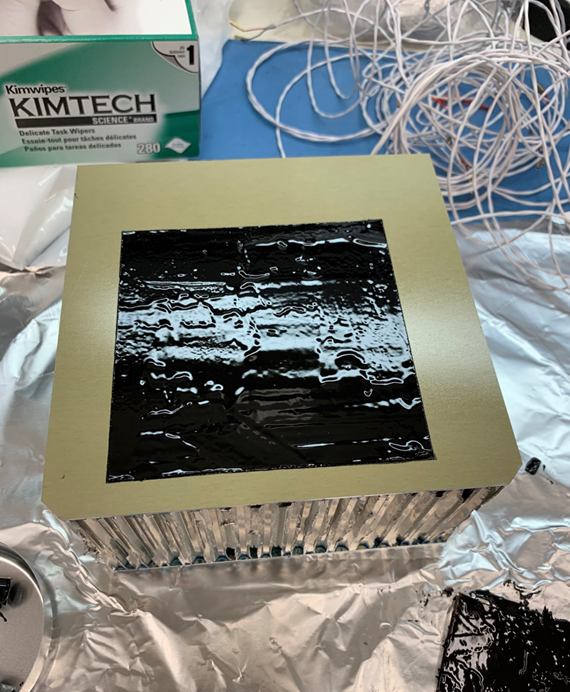 1
Kimwipes
KIMTECH
SCIENCE* BRAND
Delicate Task Wipers
Essuie-tout pour tâches délicates
Paños para tareas delicadas
280